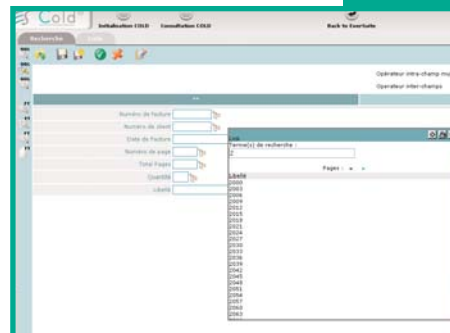 Cold
Initialisation COLD
Consultation COLD
Back to EverSuite
Recherche
Opérateur intra-champ mu
Opérateur inter-champs
Numéro de facture
Numéro de client
Date de Facture
Numéro de page
Total Pages
Quantité
Libellé
Terme(s) de recherche :
2
Pages :
Libellé
2000
2003
2006
2009
2012
2015
2018
2021
2024
2027
2030
2033
2036
2039
2042
2045
2048
2051
2054
2057
2060
2063